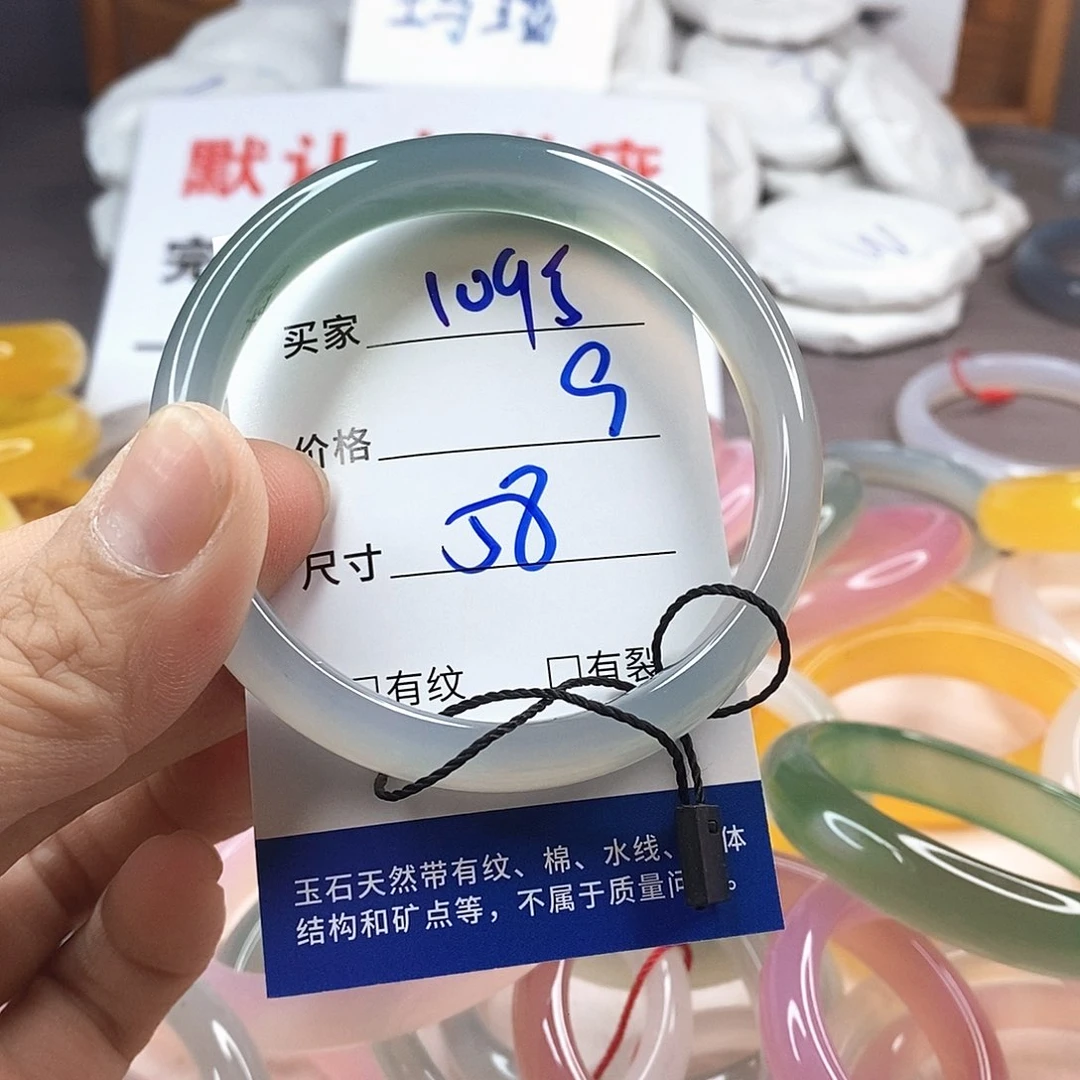 玛瑙
默认
完
买家 1095
价格 9
尺寸 58
□有纹 □有裂
玉石天然带有纹、棉、水线、体
结构和矿点等，不属于质量问。